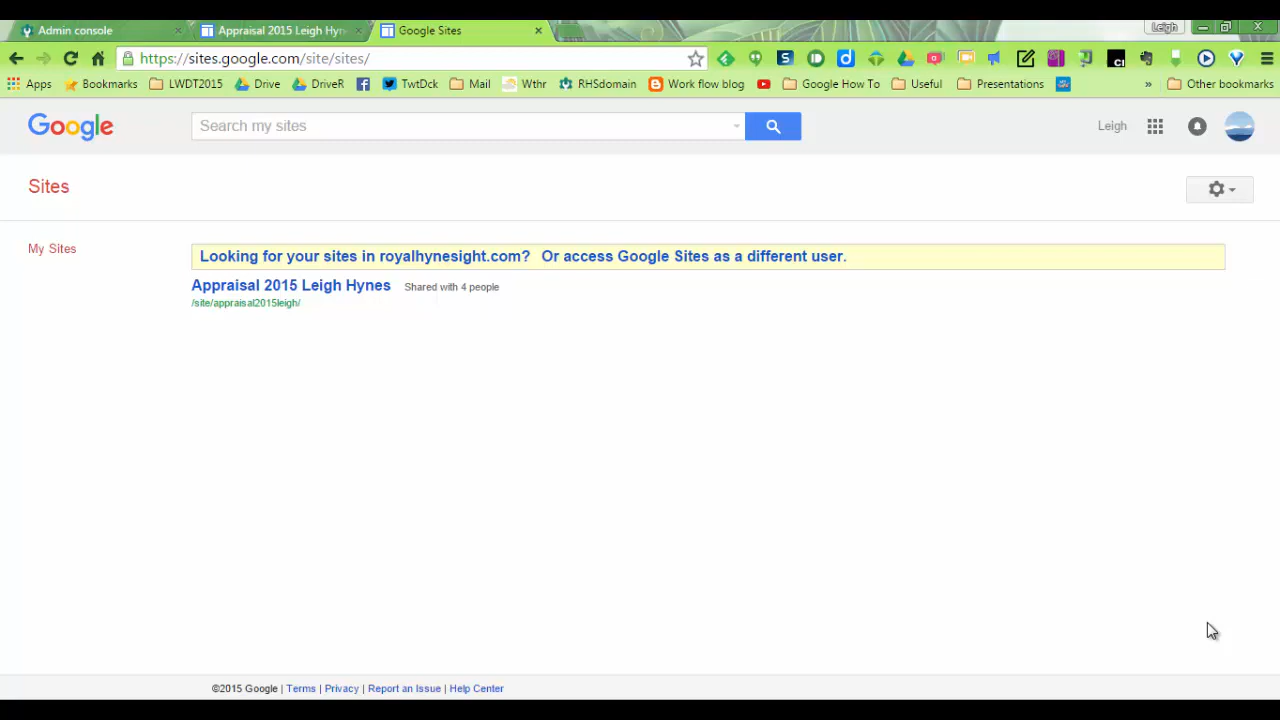 Admin console
Appraisal 2015 Leigh Hyn
Google Sites
Leigh
https://sites.google.com/site/sites/
Apps
Bookmarks
LWDT2015
Drive
DriveR
TwtDck
Mail
Wthr
RHSdomain
Work flow blog
Google How To
Useful
Presentations
»
Other bookmarks
Google
Search my sites
Leigh
Sites
My Sites
Looking for your sites in royalhynesight.com? Or access Google Sites as a different user.
Appraisal 2015 Leigh Hynes Shared with 4 people
/site/appraisal2015leigh/
©2015 Google | Terms | Privacy | Report an Issue | Help Center